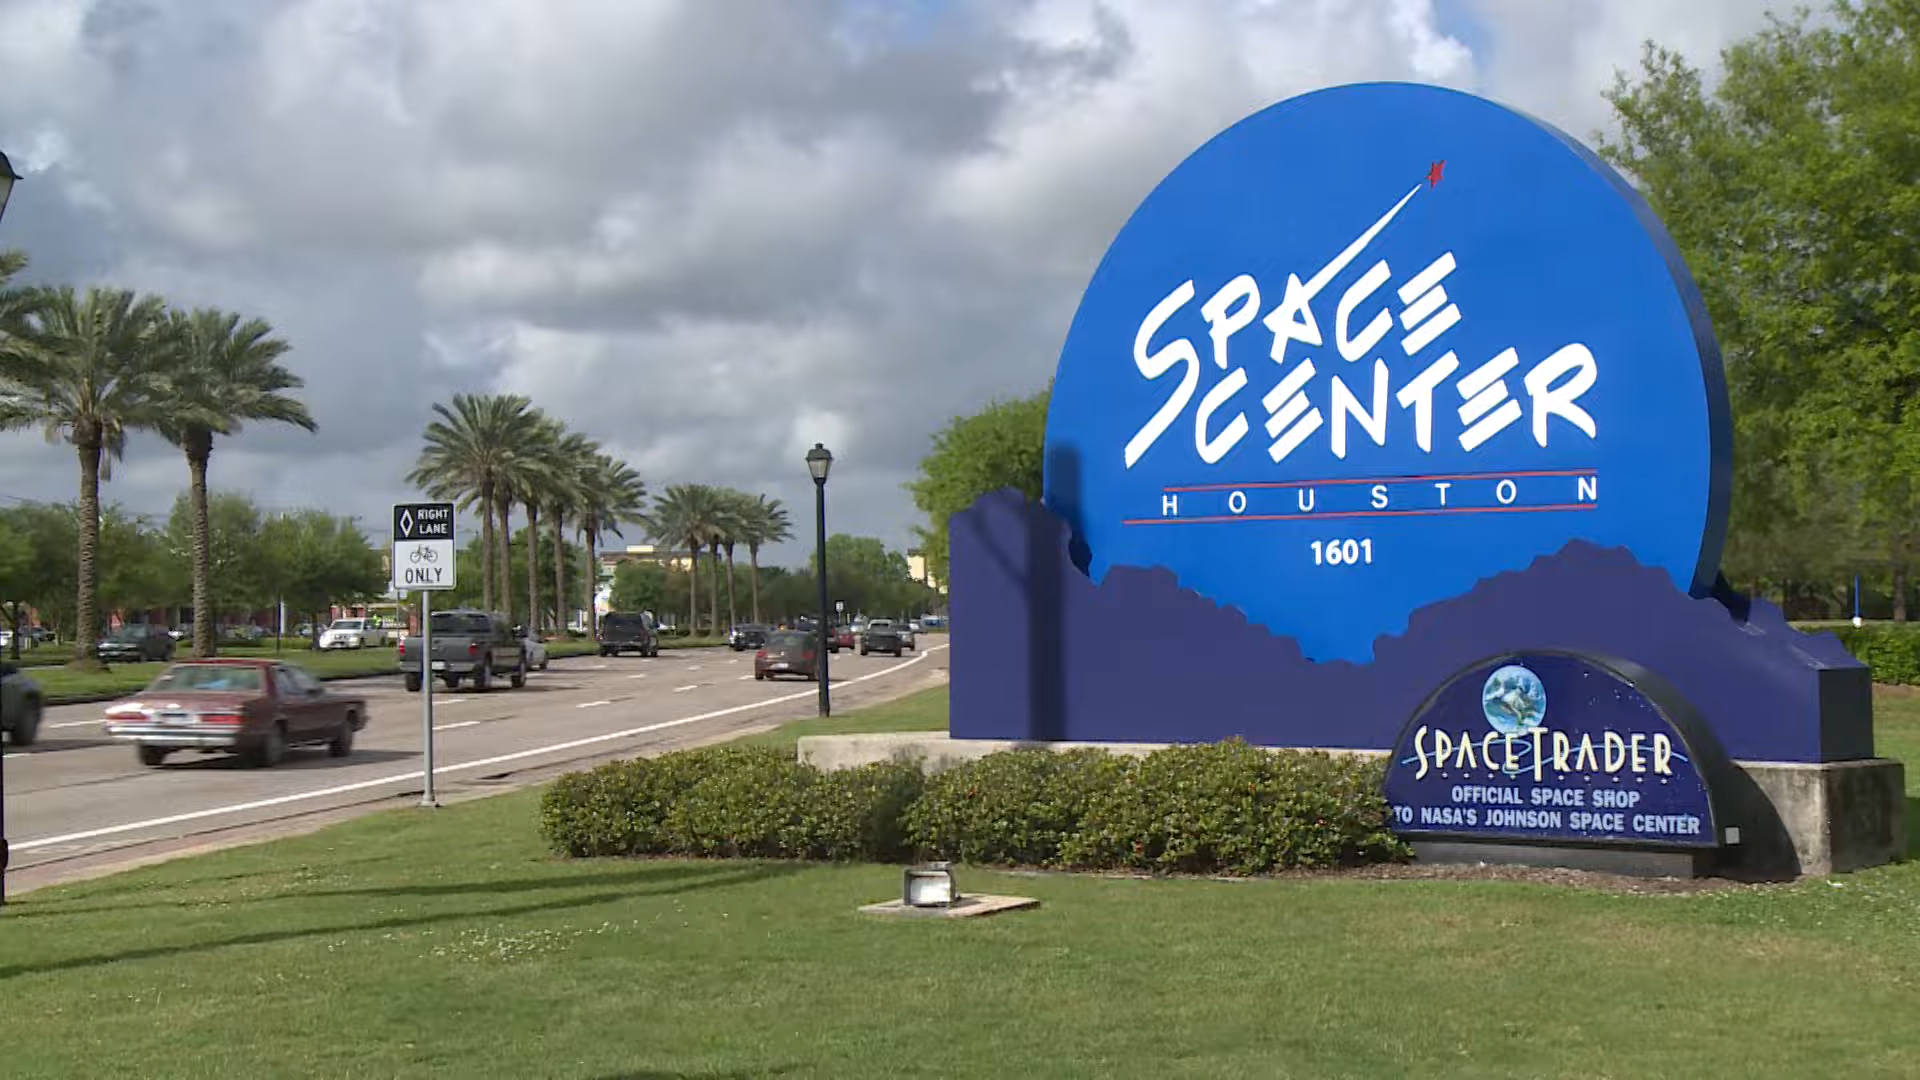 RIGHT
LANE
ONLY
SPACE
CENTER
HOUSTON
1601
SPACETRADER
OFFICIAL SPACE SHOP
TO NASA'S JOHNSON SPACE CENTER